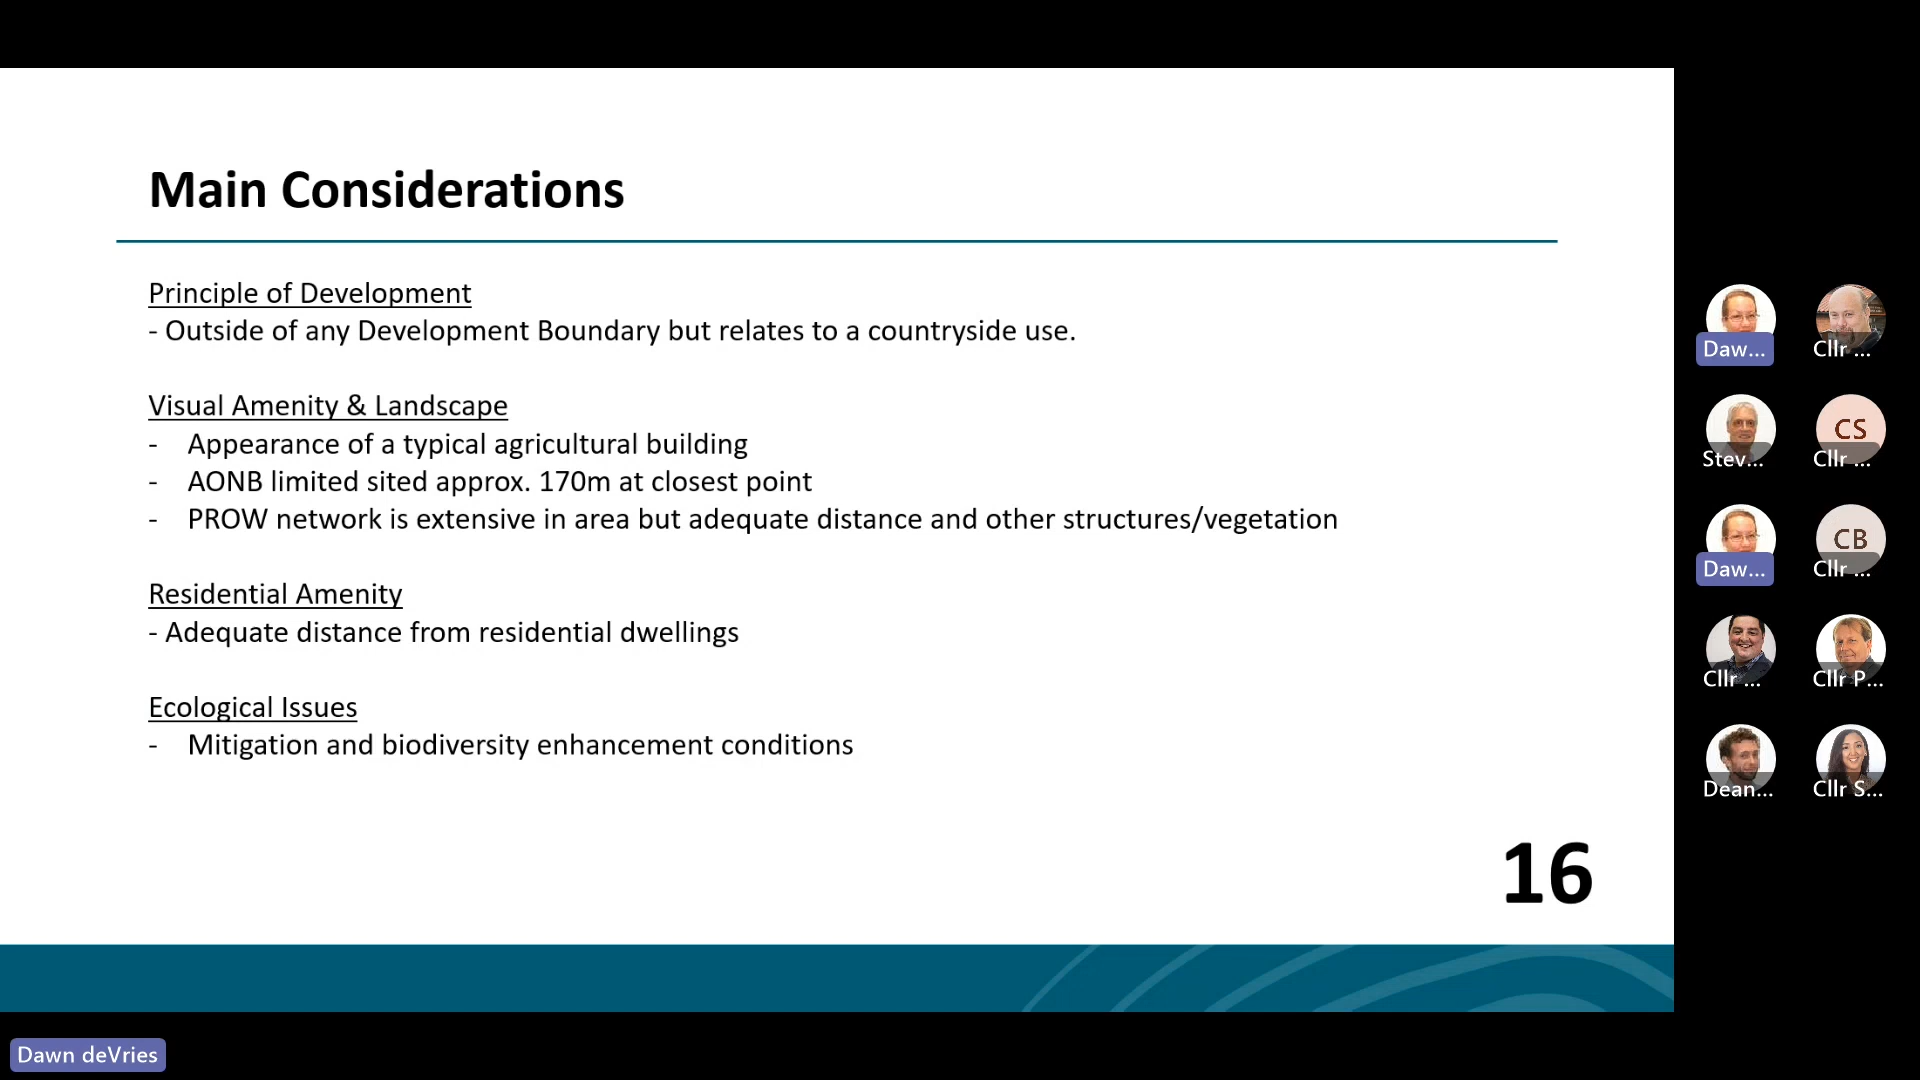 Main Considerations
Principle of Development
- Outside of any Development Boundary but relates to a countryside use.
Visual Amenity & Landscape
- Appearance of a typical agricultural building
- AONB limited sited approx. 170m at closest point
- PROW network is extensive in area but adequate distance and other structures/vegetation
Residential Amenity
- Adequate distance from residential dwellings
Ecological Issues
- Mitigation and biodiversity enhancement conditions
16
Daw...
Cllr ...
Stev...
CS
Cllr ...
Daw...
CB
Cllr ...
Cllr ...
Cllr P...
Dean...
Cllr S...
Dawn deVries